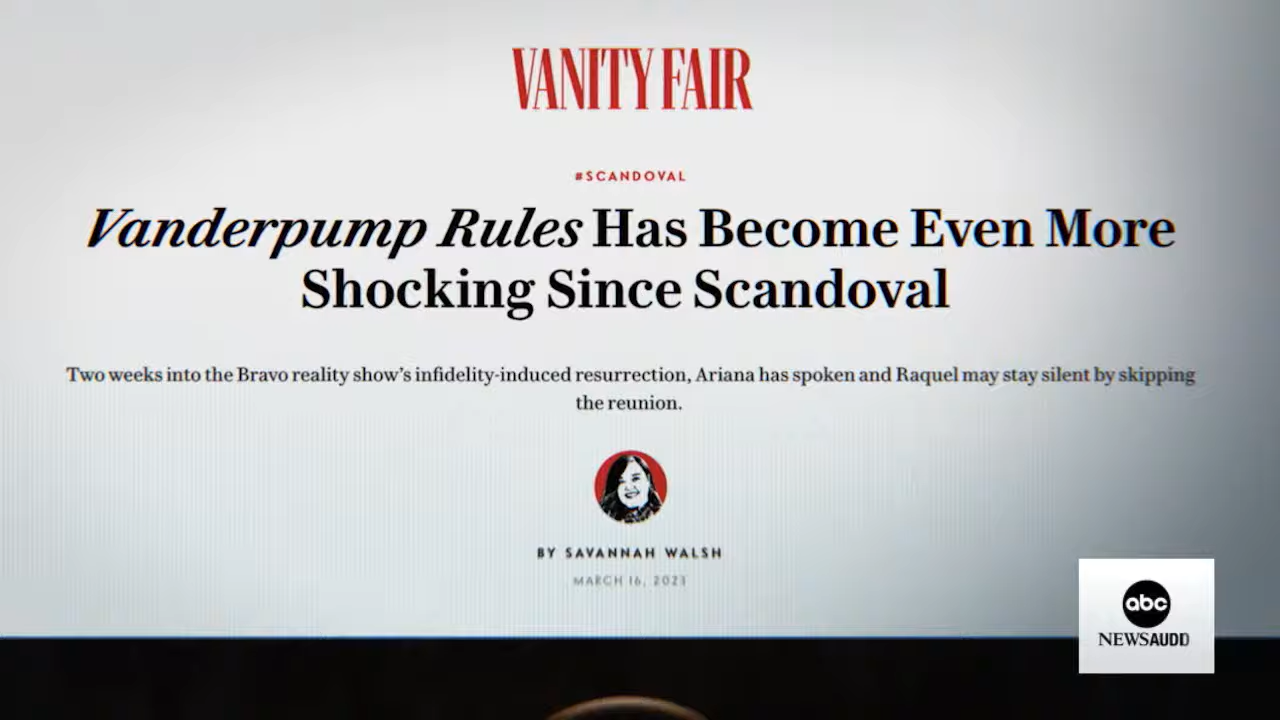 VANITY FAIR
#SCANDOVAL
Vanderpump Rules Has Become Even More
Shocking Since Scandoval
Two weeks into the Bravo reality show's infidelity-induced resurrection, Ariana has spoken and Raquel may stay silent by skipping
the reunion.
BY SAVANNAH WALSH
MARCH 16, 2023
abc
NEWSAUDD